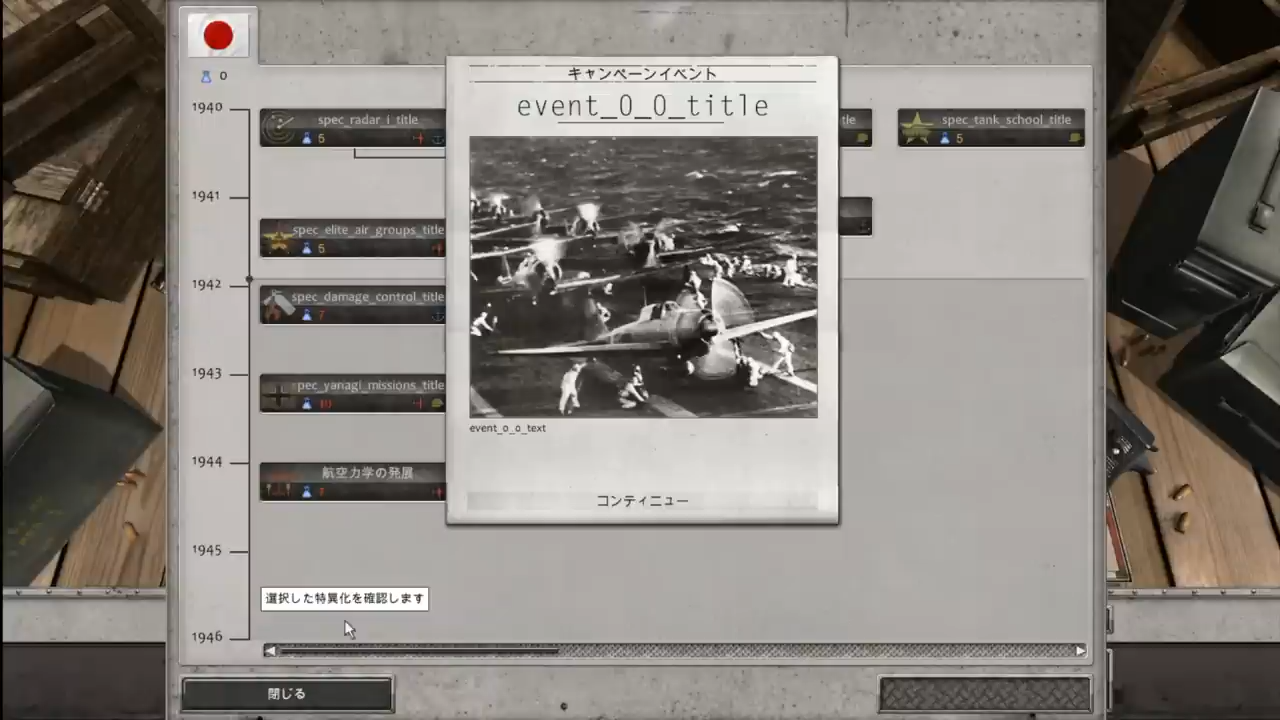 0
1940
1941
1942
1943
1944
1945
1946
spec_radar_i_title
5
spec_elite_air_groups_title
5
spec_damage_control_title
7
pec_yanagi_missions_title
航空力学の発展
キャンペーンイベント
event_0_0_title
event_0_0_text
コンティニュー
tle
spec_tank_school_title
5
選択した特異化を確認します
閉じる